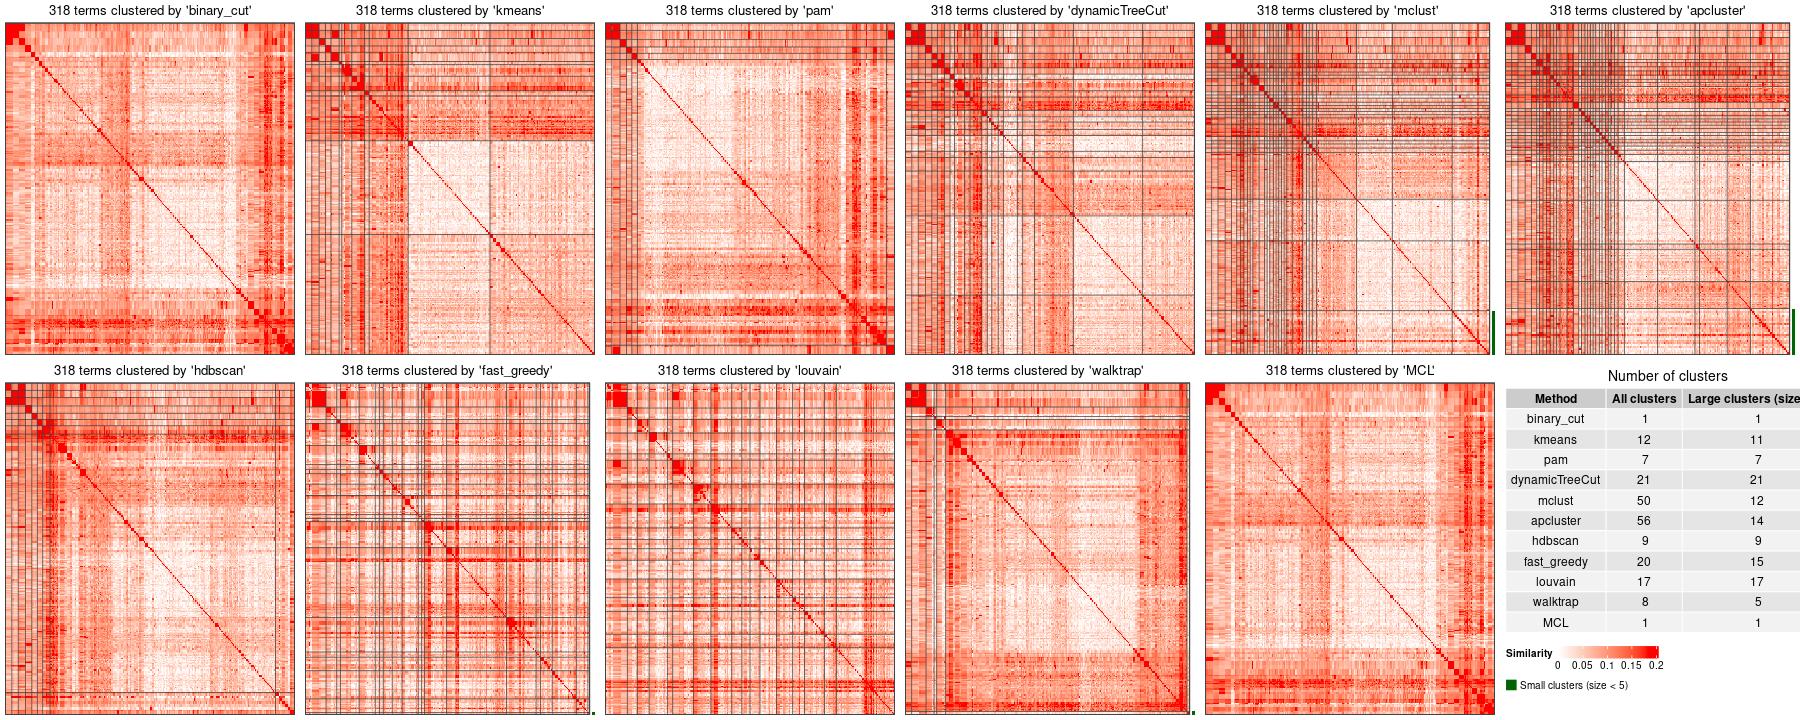 318 terms clustered by 'binary_cut'
318 terms clustered by 'kmeans'
318 terms clustered by 'pam'
318 terms clustered by 'dynamicTreeCut'
318 terms clustered by 'mclust'
318 terms clustered by 'apcluster'
318 terms clustered by 'hdbscan'
318 terms clustered by 'fast_greedy'
318 terms clustered by 'louvain'
318 terms clustered by 'walktrap'
318 terms clustered by 'MCL'
Number of clusters
Method All clusters Large clusters (size
binary_cut 1 1
kmeans 12 11
pam 7 7
dynamicTreeCut 21 21
mclust 50 12
apcluster 56 14
hdbscan 9 9
fast_greedy 20 15
louvain 17 17
walktrap 8 5
MCL 1 1
Similarity
0 0.05 0.1 0.15 0.2
Small clusters (size < 5)